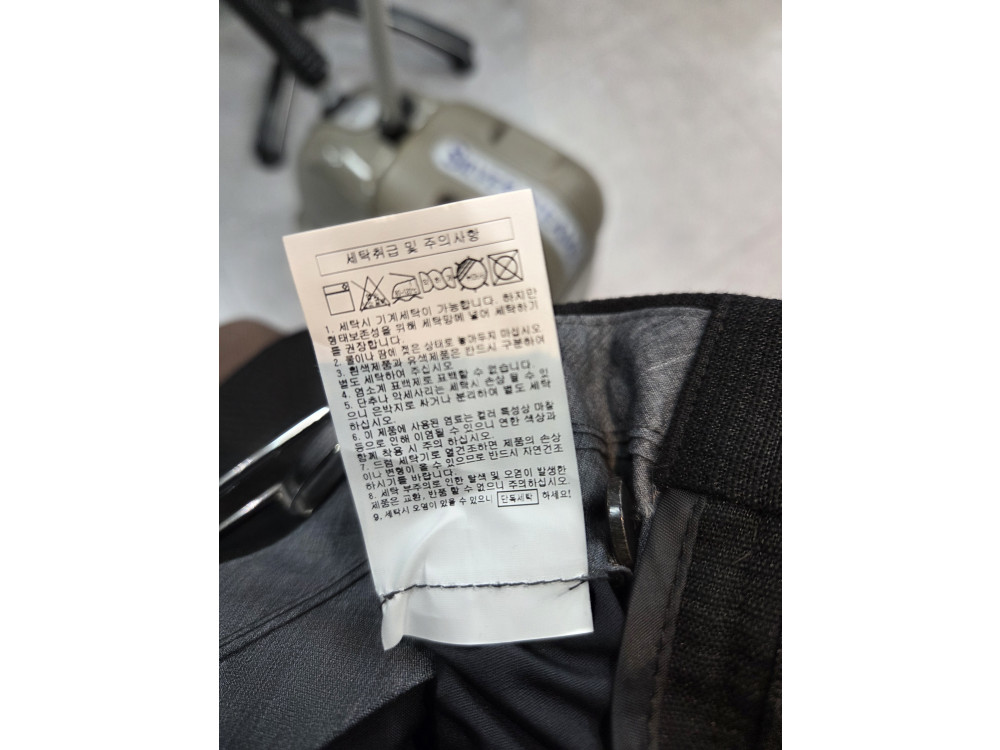 세탁취급 및 주의사항
1. 세탁시 기계세탁이 가능합니다. 하지만
형태보존성을 위해 세탁망에 넣어 세탁하기
를 권장합니다.
2. 물이나 땀에 젖은 상태로 놓아두지 마십시오
3. 흰색제품과 유색제품은 반드시 구분하여
별도 세탁하여 주십시오
4. 염소계 표백제로 표백할 수 없습니다.
5. 단추나 악세사리는 세탁시 손상 될 수 있
으니 은박지로 싸거나 분리하여 별도 세탁
하십시오.
6. 이 제품에 사용된 염료는 컬러 특성상 마찰
등으로 인해 이염될 수 있으니 연한 색상과
함께 착용 시 주의 하십시오.
7. 드럼 세탁기로 열건조하면 제품의 손상
이나 변형이 올 수 있으므로 반드시 자연건조
하시기를 바랍니다.
8. 세탁 부주의로 인한 탈색 및 오염이 발생한
제품은 교환, 반품 할 수 없으니 주의하십시오.
9. 세탁시 오염이 있을 수 있으니 단독세탁 하세요!